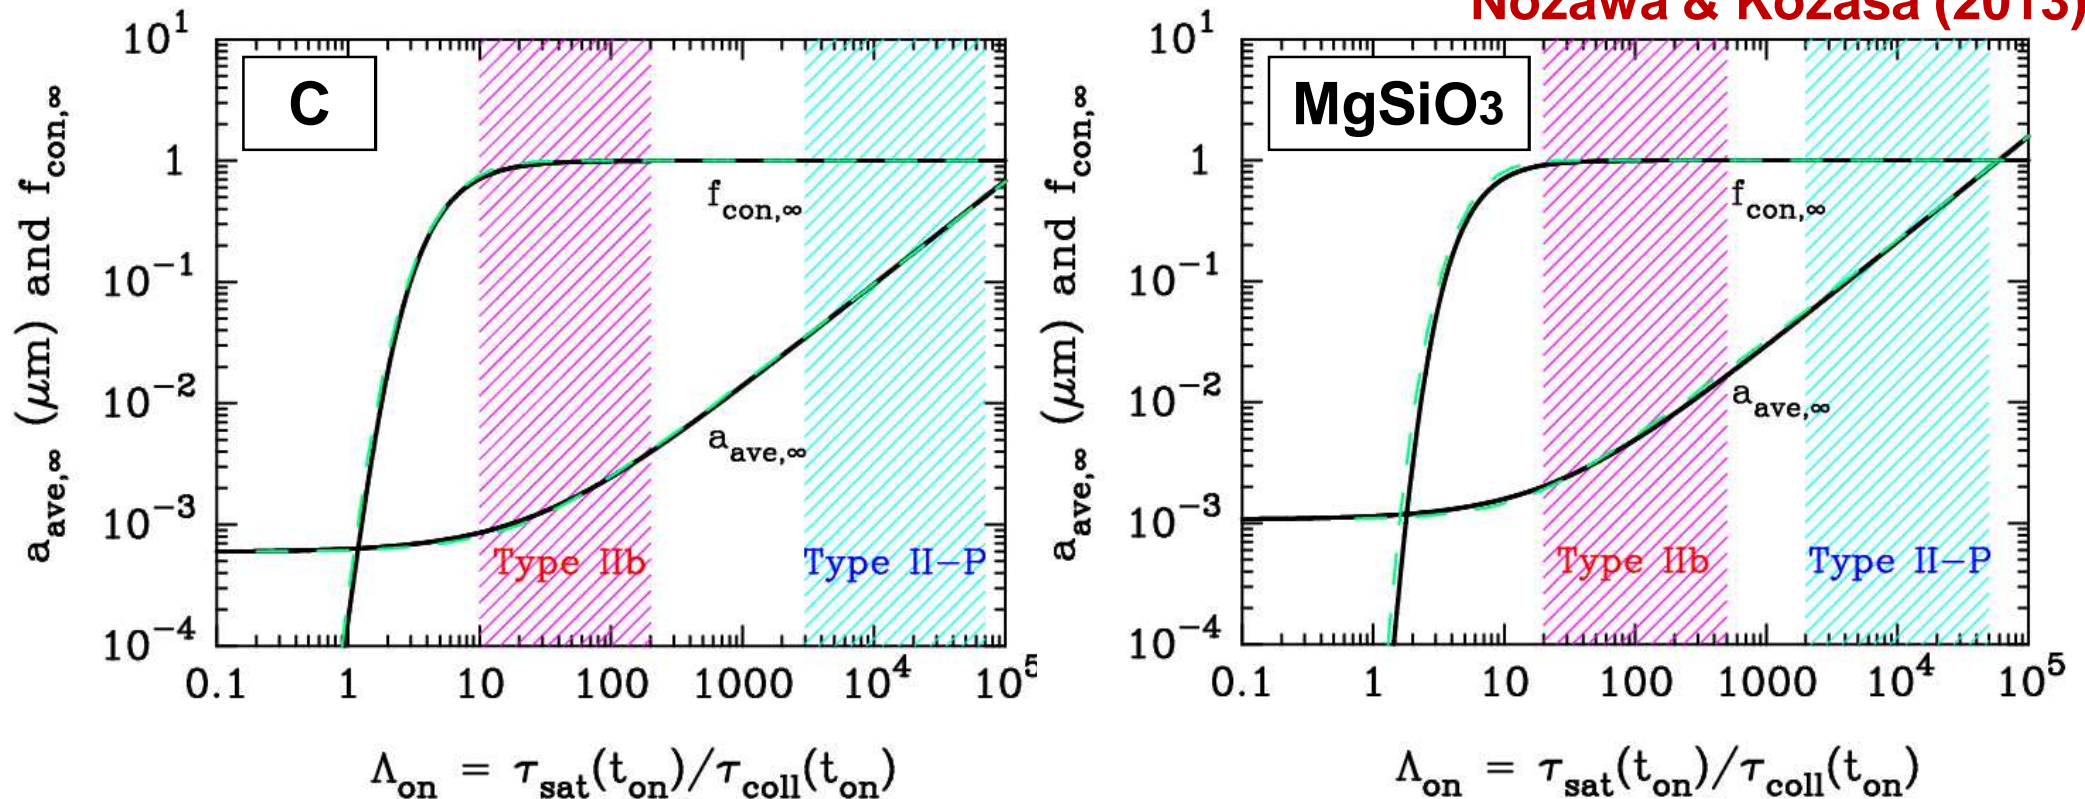 Nozawa & Kozasa (2013)
C
a_ave,∞ (μm) and f_con,∞
10^1
1
10^−1
10^−2
10^−3
10^−4
f_con,∞
a_ave,∞
Type IIb
Type II−P
0.1 1 10 100 1000 10^4 10^5
Λ_on = τ_sat(t_on)/τ_coll(t_on)
MgSiO3
a_ave,∞ (μm) and f_con,∞
10^1
1
10^−1
10^−2
10^−3
10^−4
f_con,∞
a_ave,∞
Type IIb
Type II−P
0.1 1 10 100 1000 10^4 10^5
Λ_on = τ_sat(t_on)/τ_coll(t_on)